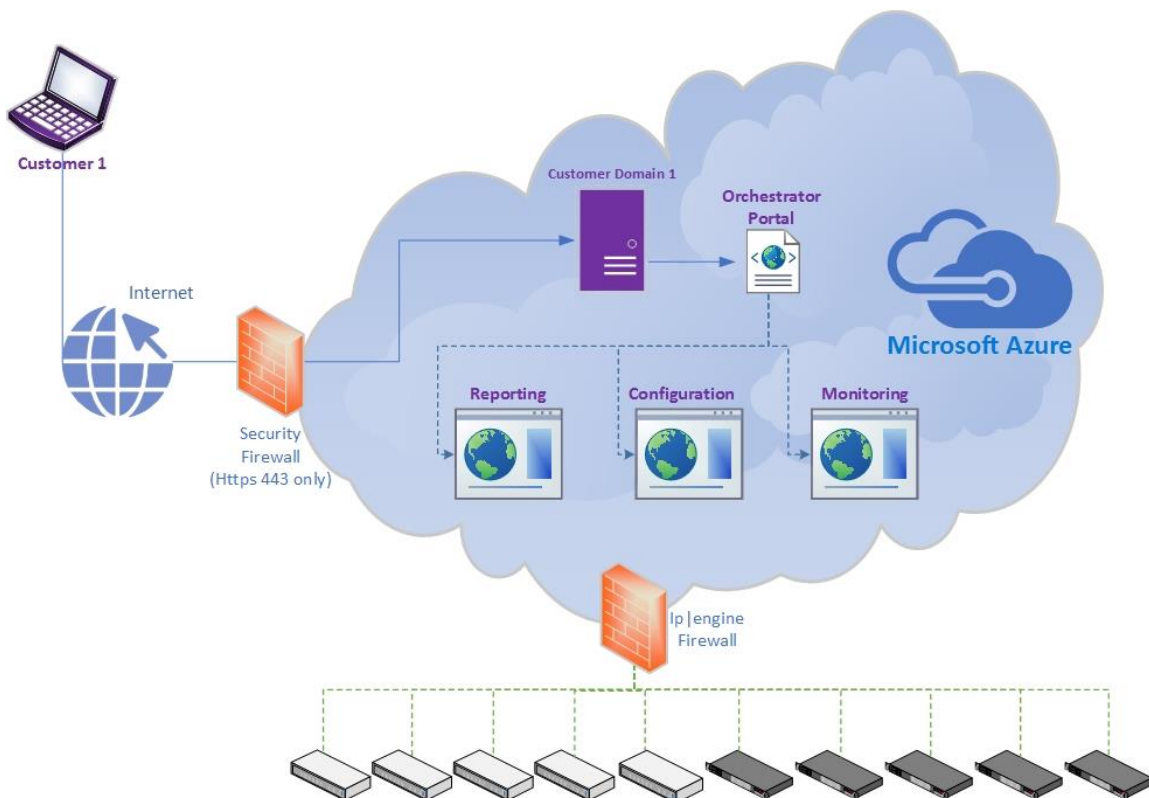 Customer 1
Internet
Security
Firewall
(Https 443 only)
Customer Domain 1
Orchestrator
Portal
Microsoft Azure
Reporting
Configuration
Monitoring
Ip|engine
Firewall